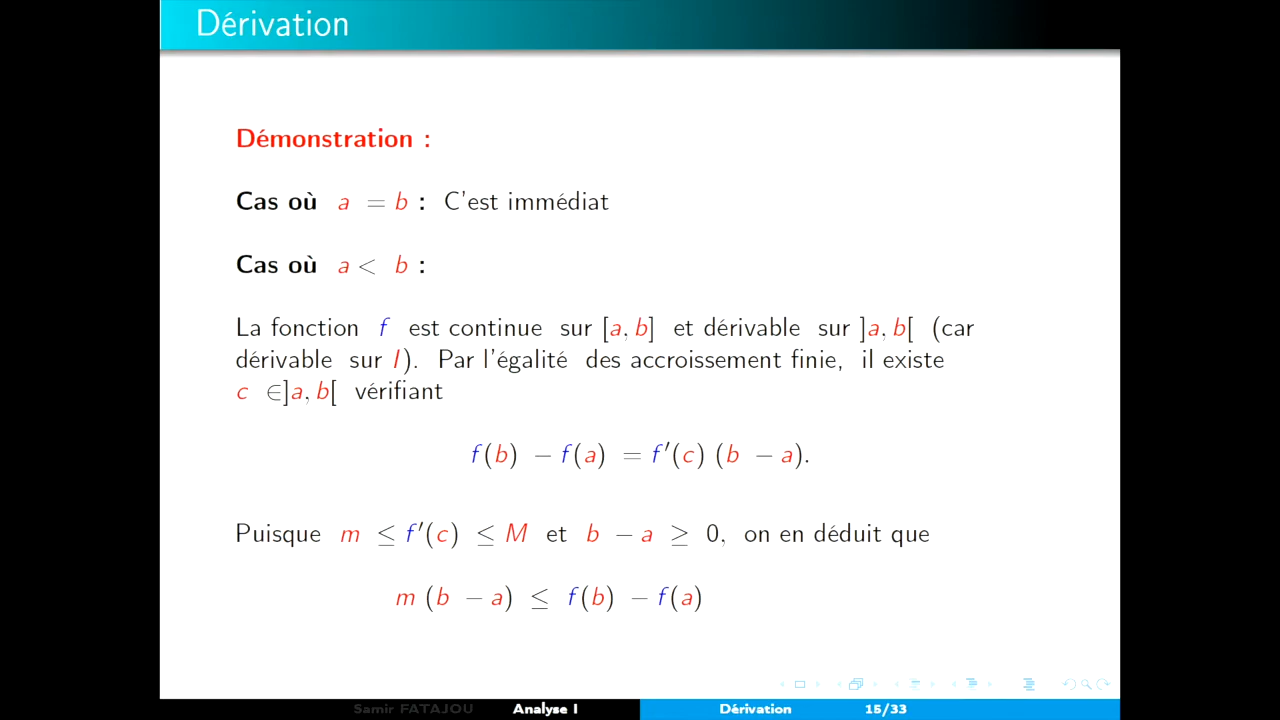 Dérivation
Démonstration :
Cas où a = b : C'est immédiat
Cas où a < b :
La fonction f est continue sur [a, b] et dérivable sur ]a, b[ (car
dérivable sur I). Par l'égalité des accroissement finie, il existe
c ∈]a, b[ vérifiant
f(b) − f(a) = f′(c) (b − a).
Puisque m ≤ f′(c) ≤ M et b − a ≥ 0, on en déduit que
m (b − a) ≤ f(b) − f(a)
Samir FATAJOU Analyse I Dérivation 15/33